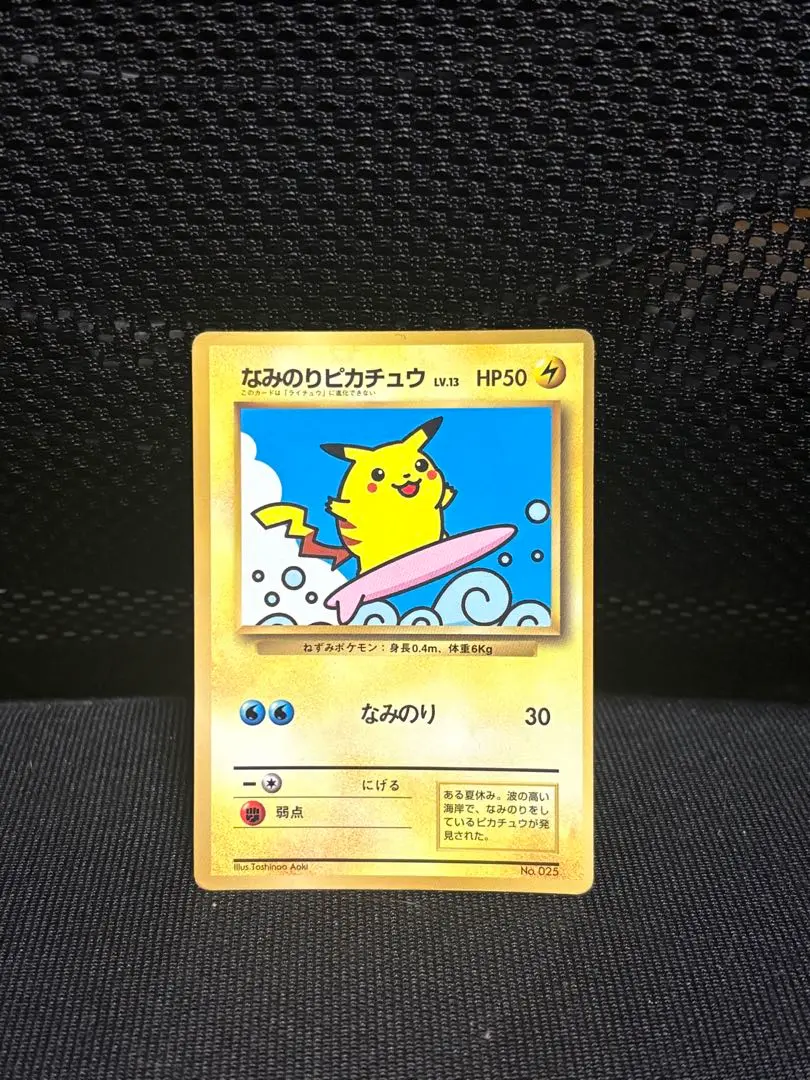 なみのりピカチュウ LV.13 HP50
このカードは「ライチュウ」に進化できない
ねずみポケモン：身長0.4m、体重6Kg
なみのり 30
にげる
弱点
ある夏休み。波の高い
海岸で、なみのりをし
ているピカチュウが発
見された。
Illus. Toshinao Aoki
No. 025